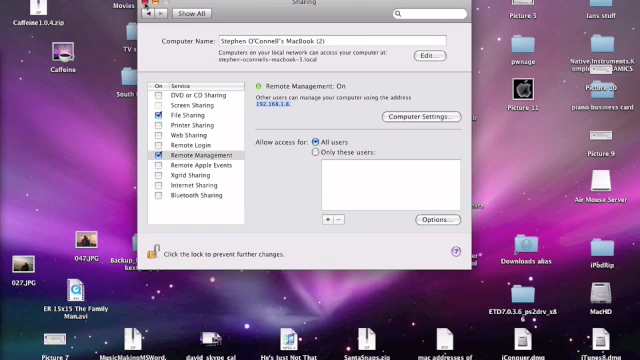 Sharing
Show All
Computer Name: Stephen O'Connell's MacBook (2)
Computers on your local network can access your computer at:
stephen-oconnells-macbook-3.local
Edit...
On Service
DVD or CD Sharing
Screen Sharing
File Sharing
Printer Sharing
Web Sharing
Remote Login
Remote Management
Remote Apple Events
Xgrid Sharing
Internet Sharing
Bluetooth Sharing
Remote Management: On
Other users can manage your computer using the address
192.168.1.8.
Computer Settings...
Allow access for: All users
Only these users:
+ −
Options...
Click the lock to prevent further changes.
?
Caffeine1.0.4.zip
Movies
Caffeine
TV s
South
047.JPG
Backup_
kes
027.JPG
ER 15x15 The Family
Man.avi
Picture 5
fans stuff
pwnage
Native.Instruments.K
AMICS
Picture 11
piano business card
Picture 9
Air Mouse Server
Downloads alias
iPodRip
ETD7.0.3.6_ps2drv_x8
6
MacHD
Picture 7
MusicMakingMSWord.
david_skype_cal
He's Just Not That
SantaSnaps.zip
mac addresses of
iTunes8.dmg